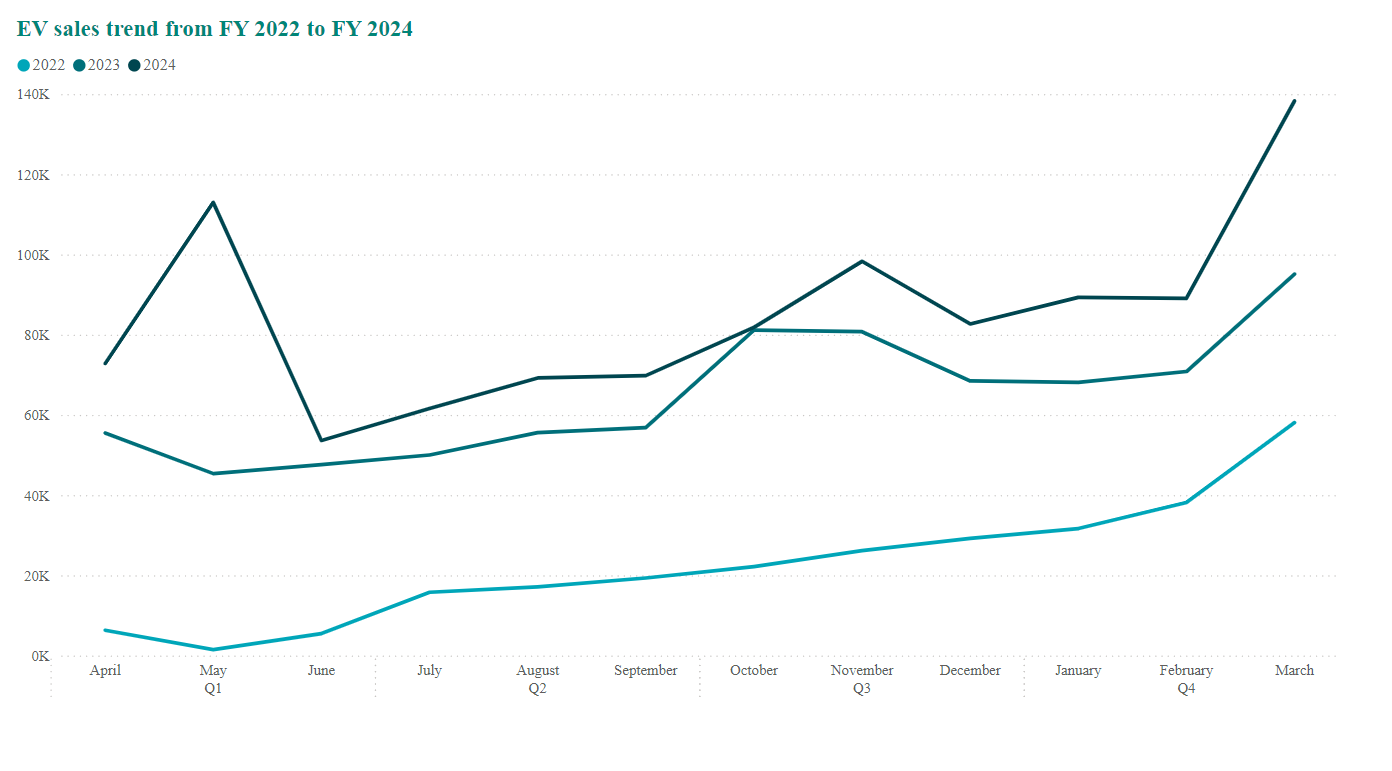 EV sales trend from FY 2022 to FY 2024
2022 2023 2024
140K
120K
100K
80K
60K
40K
20K
0K
April May June July August September October November December January February March
Q1 Q2 Q3 Q4